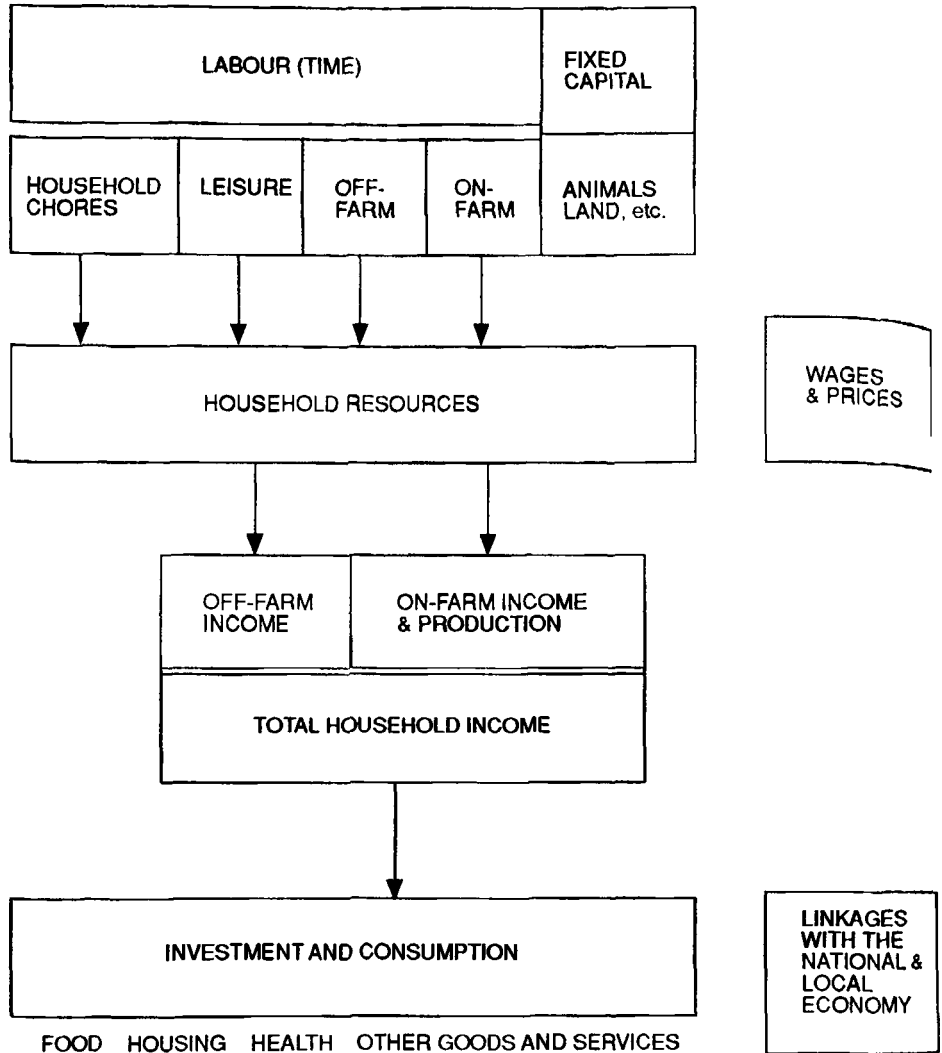 LABOUR (TIME)
FIXED
CAPITAL
HOUSEHOLD
CHORES
LEISURE
OFF-
FARM
ON-
FARM
ANIMALS
LAND, etc.
HOUSEHOLD RESOURCES
WAGES
& PRICES
OFF-FARM
INCOME
ON-FARM INCOME
& PRODUCTION
TOTAL HOUSEHOLD INCOME
INVESTMENT AND CONSUMPTION
LINKAGES
WITH THE
NATIONAL &
LOCAL
ECONOMY
FOOD HOUSING HEALTH OTHER GOODS AND SERVICES